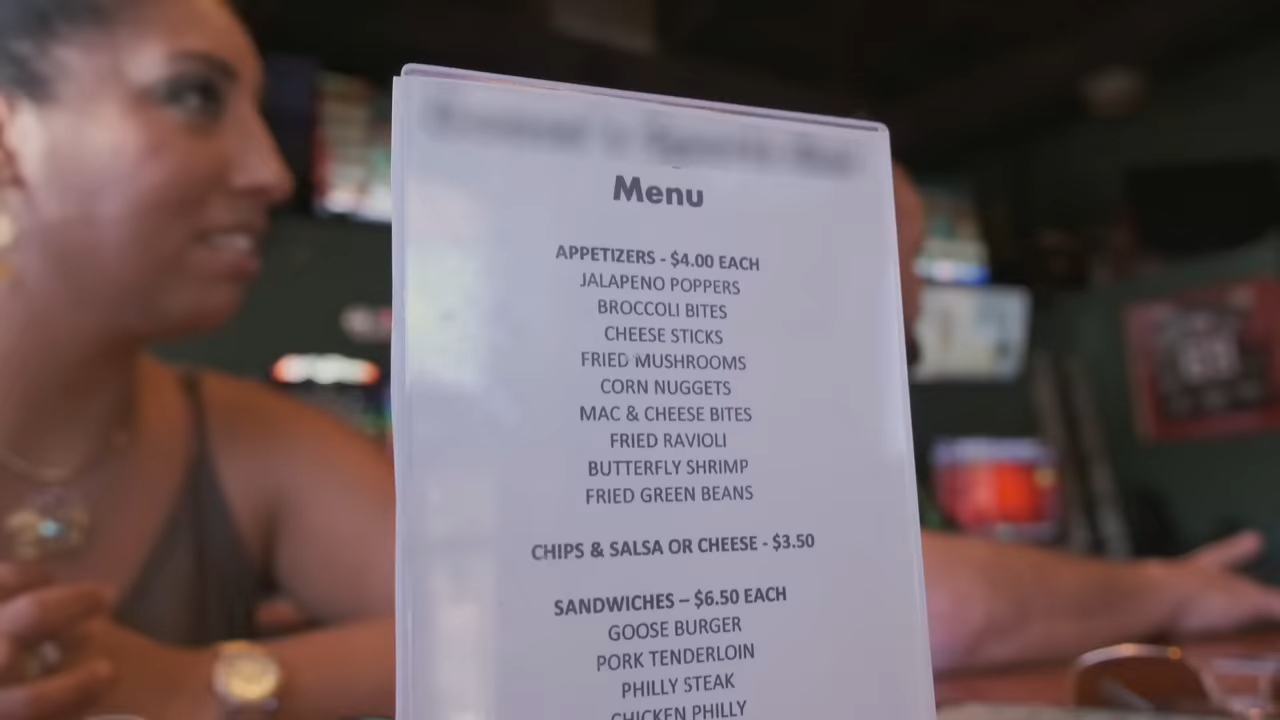 Menu
APPETIZERS - $4.00 EACH
JALAPENO POPPERS
BROCCOLI BITES
CHEESE STICKS
FRIED MUSHROOMS
CORN NUGGETS
MAC & CHEESE BITES
FRIED RAVIOLI
BUTTERFLY SHRIMP
FRIED GREEN BEANS
CHIPS & SALSA OR CHEESE - $3.50
SANDWICHES – $6.50 EACH
GOOSE BURGER
PORK TENDERLOIN
PHILLY STEAK
CHICKEN PHILLY